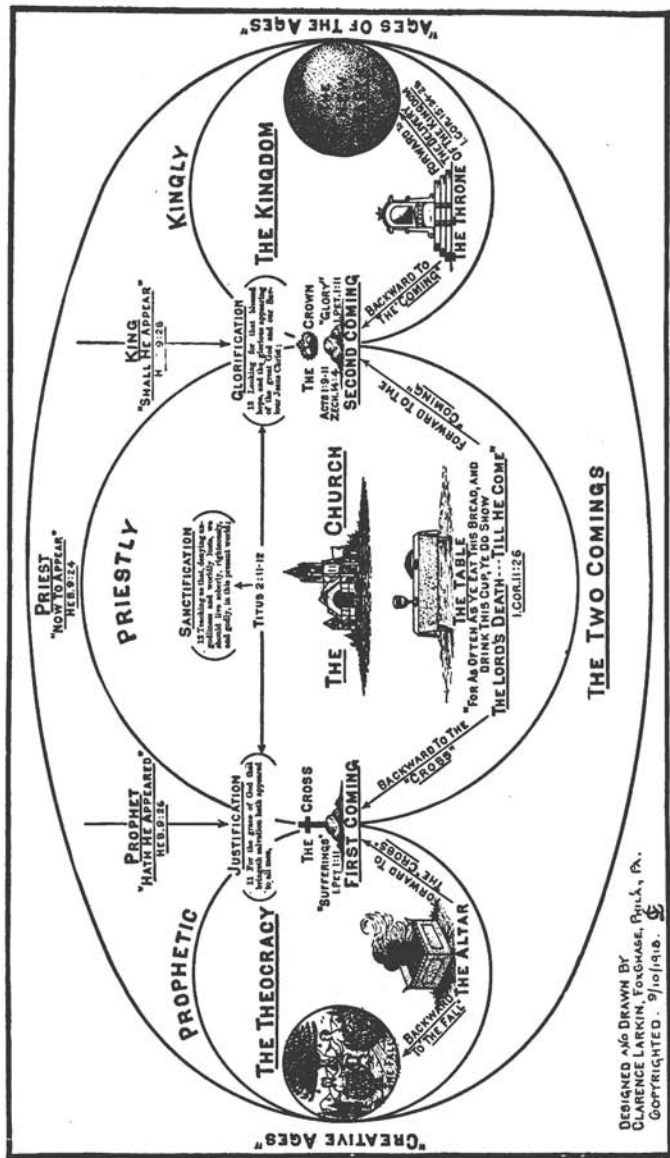 "CREATIVE AGES"
"AGES OF THE AGES"
PROPHET
"HATH HE APPEARED"
HEB. 9:26
PRIEST
"NOW TO APPEAR"
HEB. 9:24
KING
"SHALL HE APPEAR"
9:28
PROPHETIC
PRIESTLY
KINGLY
JUSTIFICATION
11 For the grace of God that
bringeth salvation hath appeared
to all men,
SANCTIFICATION
12 Teaching us that, denying un-
godliness and worldly lusts, we
should live soberly, righteously,
and godly, in this present world;
GLORIFICATION
13 Looking for that blessed
hope, and the glorious appearing
of the great God and our Sav-
iour Jesus Christ;
TITUS 2:11-12
THE THEOCRACY
THE CROSS
"SUFFERINGS"
I.PET. 1:11
FIRST COMING
THE CHURCH
THE CROWN
ACTS 1:9-11
ZECH. 14:4
"GLORY"
I.PET. 1:11
SECOND COMING
THE KINGDOM
THE
THE FALL
BACKWARD
TO THE FALL
THE ALTAR
FORWARD TO
THE CROSS
BACKWARD TO THE
"CROSS"
THE TABLE
"FOR AS OFTEN AS YE EAT THIS BREAD, AND
DRINK THIS CUP, YE DO SHOW
THE LORD'S DEATH---TILL HE COME"
I.COR. 11:26
FORWARD TO THE
"COMING"
BACKWARD TO
THE "COMING"
THE THRONE
FORWARD TO
THE DELIVERY
OF THE KINGDOM
I.COR. 15:24-28
THE TWO COMINGS
DESIGNED AND DRAWN BY
CLARENCE LARKIN, FOXCHASE, PHILA., PA.
COPYRIGHTED. 9/10/1918.